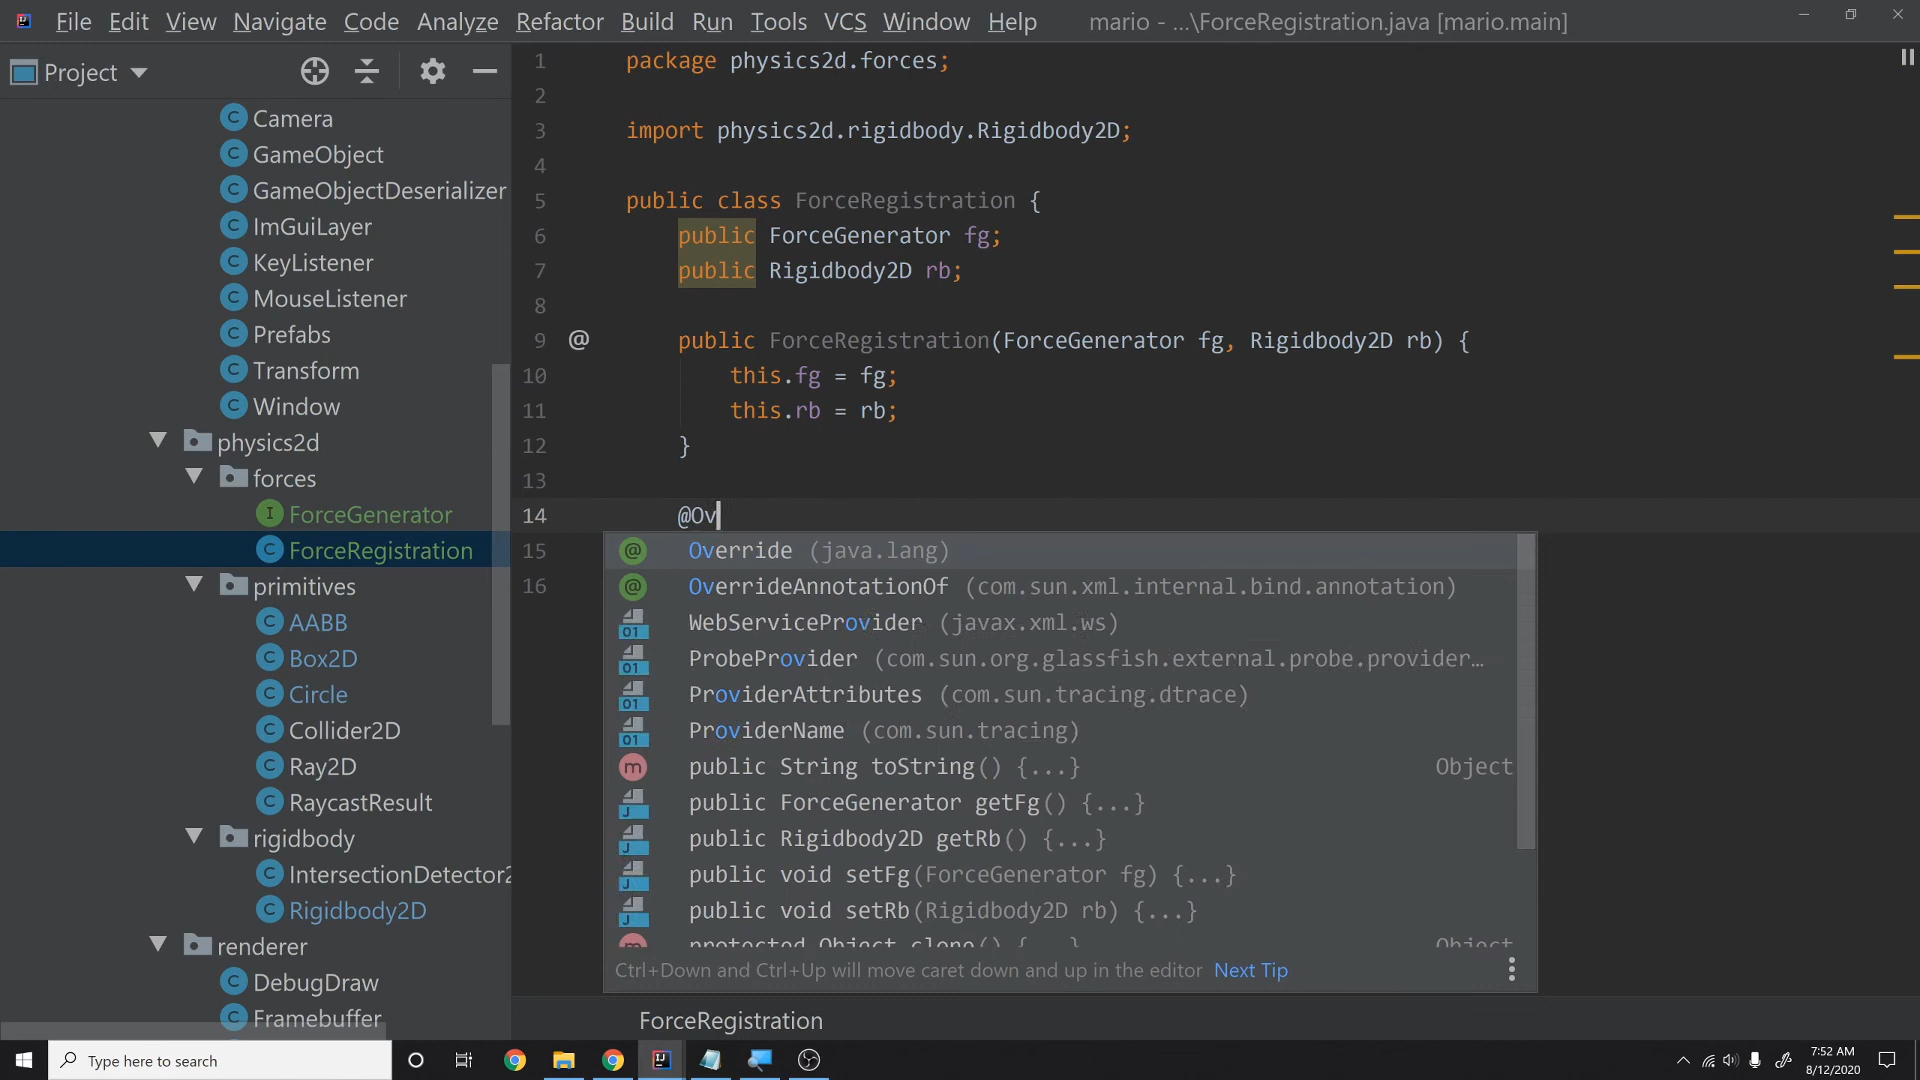 File Edit View Navigate Code Analyze Refactor Build Run Tools VCS Window Help mario - ...\ForceRegistration.java [mario.main]
Project
Camera
GameObject
GameObjectDeserializer
ImGuiLayer
KeyListener
MouseListener
Prefabs
Transform
Window
physics2d
forces
ForceGenerator
ForceRegistration
primitives
AABB
Box2D
Circle
Collider2D
Ray2D
RaycastResult
rigidbody
IntersectionDetector2
Rigidbody2D
renderer
DebugDraw
Framebuffer
1 package physics2d.forces;
2
3 import physics2d.rigidbody.Rigidbody2D;
4
5 public class ForceRegistration {
6 public ForceGenerator fg;
7 public Rigidbody2D rb;
8
9 @ public ForceRegistration(ForceGenerator fg, Rigidbody2D rb) {
10 this.fg = fg;
11 this.rb = rb;
12 }
13
14 @Ov
15
16
Override (java.lang)
OverrideAnnotationOf (com.sun.xml.internal.bind.annotation)
WebServiceProvider (javax.xml.ws)
ProbeProvider (com.sun.org.glassfish.external.probe.provider…
ProviderAttributes (com.sun.tracing.dtrace)
ProviderName (com.sun.tracing)
public String toString() {...} Object
public ForceGenerator getFg() {...}
public Rigidbody2D getRb() {...}
public void setFg(ForceGenerator fg) {...}
public void setRb(Rigidbody2D rb) {...}
protected Object clone() {...} Object
Ctrl+Down and Ctrl+Up will move caret down and up in the editor Next Tip
ForceRegistration
Type here to search
7:52 AM
8/12/2020